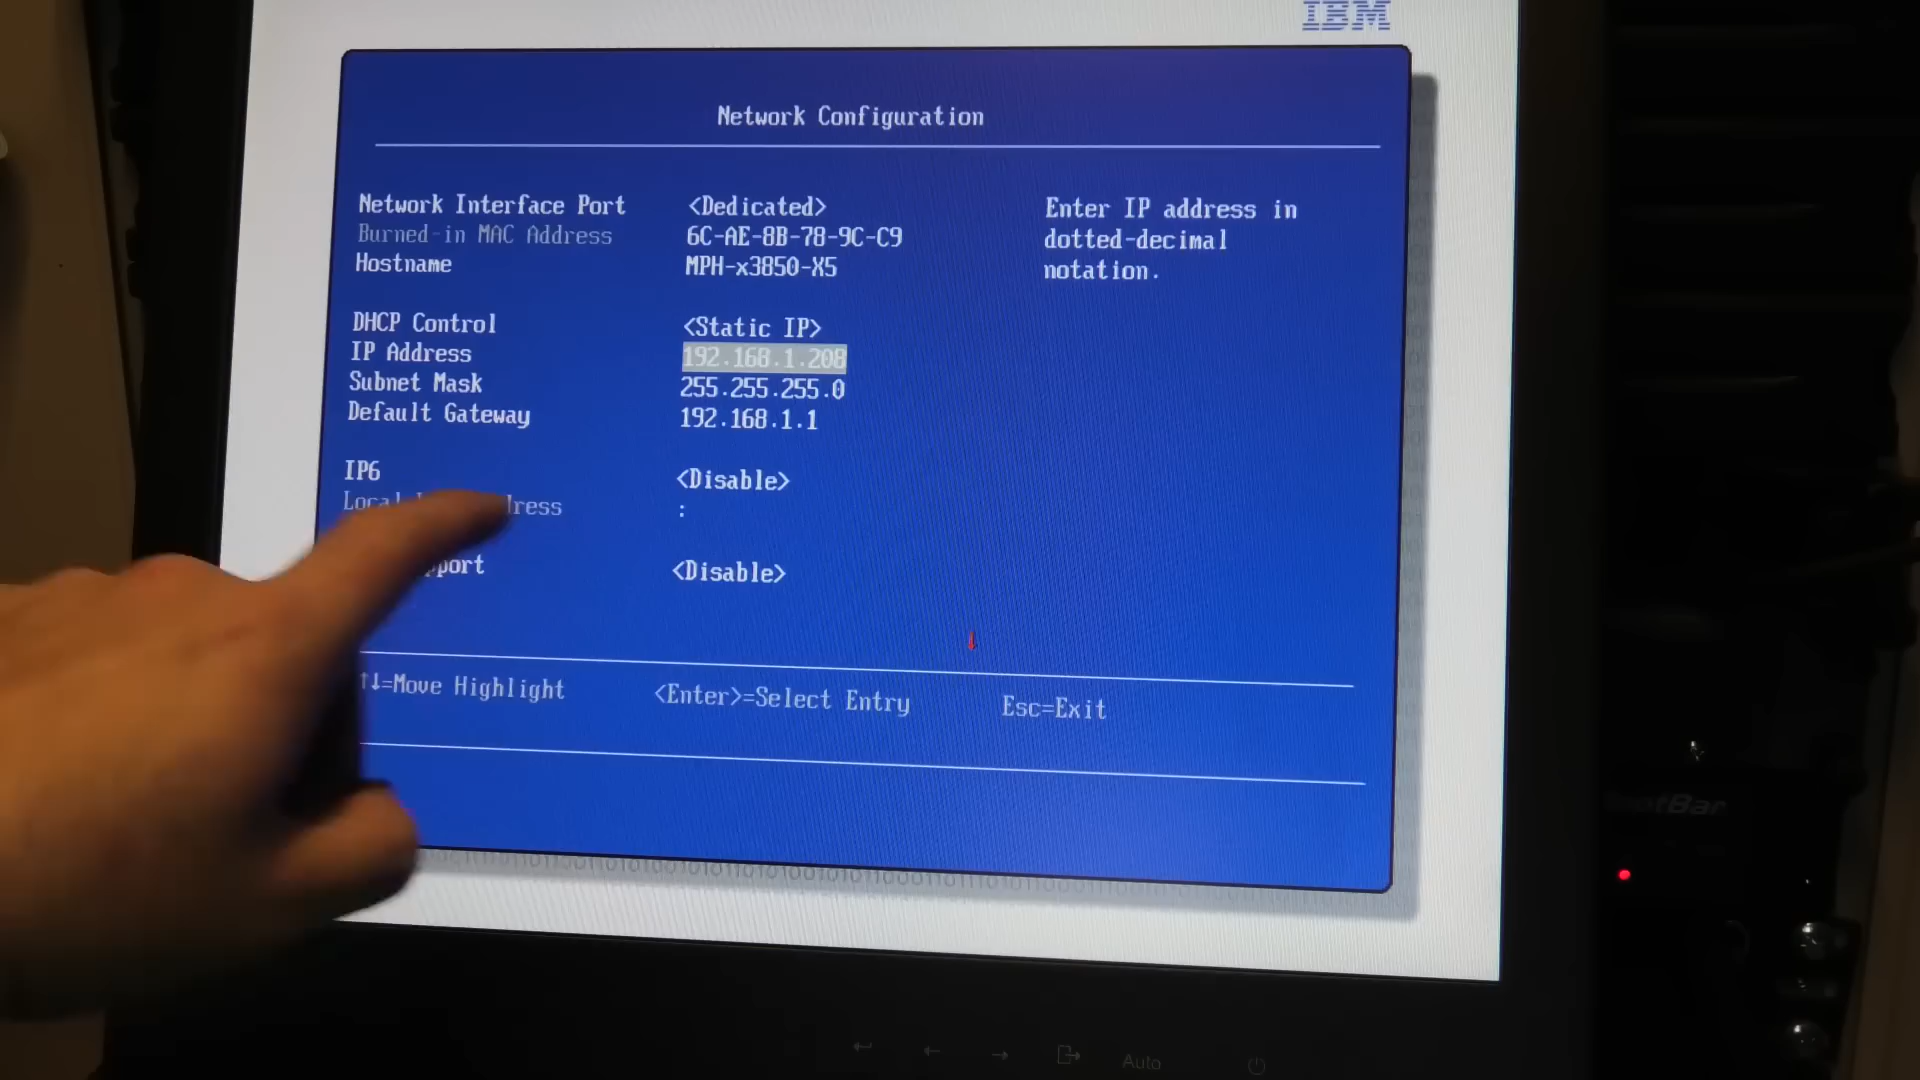 IBM
Network Configuration
Network Interface Port <Dedicated>
Burned-in MAC Address 6C-AE-8B-78-9C-C9
Hostname MPH-x3850-X5
Enter IP address in
dotted-decimal
notation.
DHCP Control <Static IP>
IP Address 192.168.1.208
Subnet Mask 255.255.255.0
Default Gateway 192.168.1.1
IP6 <Disable>
Local :
<Disable>
↑↓=Move Highlight <Enter>=Select Entry Esc=Exit
Auto